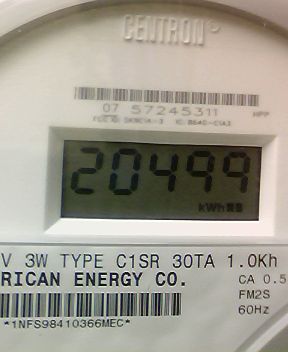 CENTRON®
07 57245311 HPP
20499
kWh
V 3W TYPE C1SR 30TA 1.0Kh
RICAN ENERGY CO. CA 0.5
FM2S
60Hz
*1NFS98410366MEC*